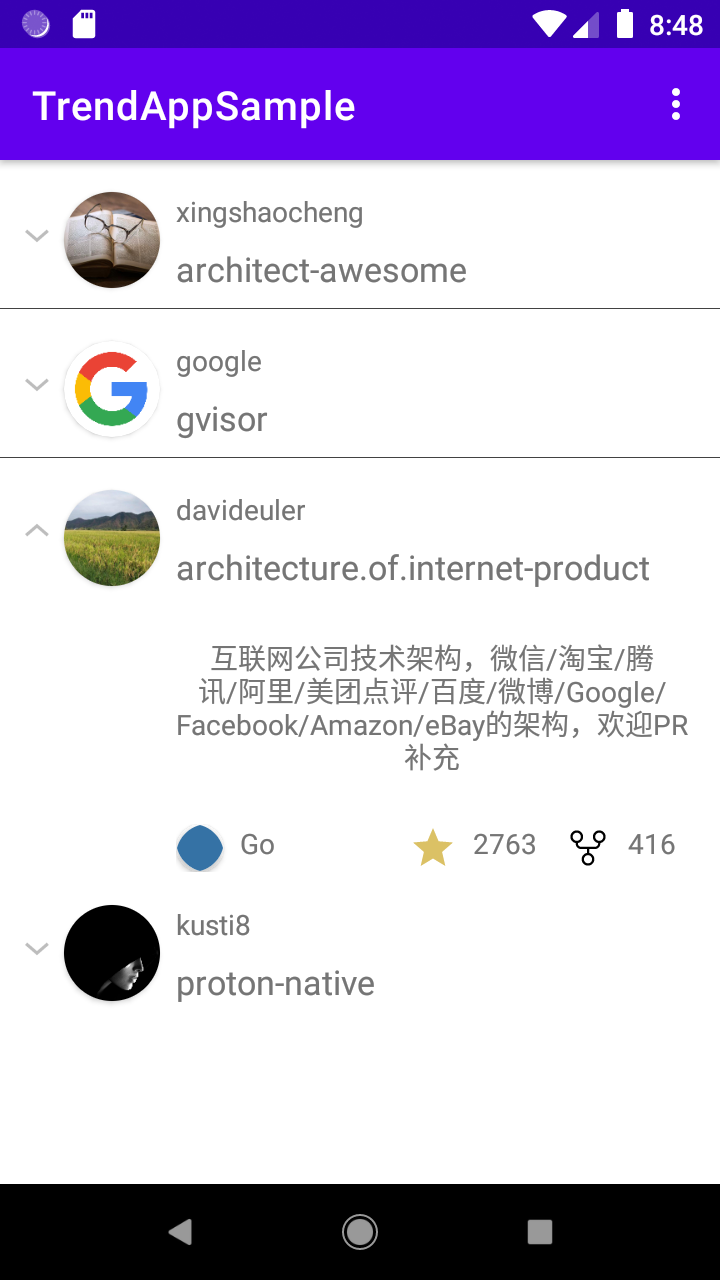 8:48
TrendAppSample
xingshaocheng
architect-awesome
google
gvisor
davideuler
architecture.of.internet-product
互联网公司技术架构，微信/淘宝/腾
讯/阿里/美团点评/百度/微博/Google/
Facebook/Amazon/eBay的架构，欢迎PR
补充
Go 2763 416
kusti8
proton-native